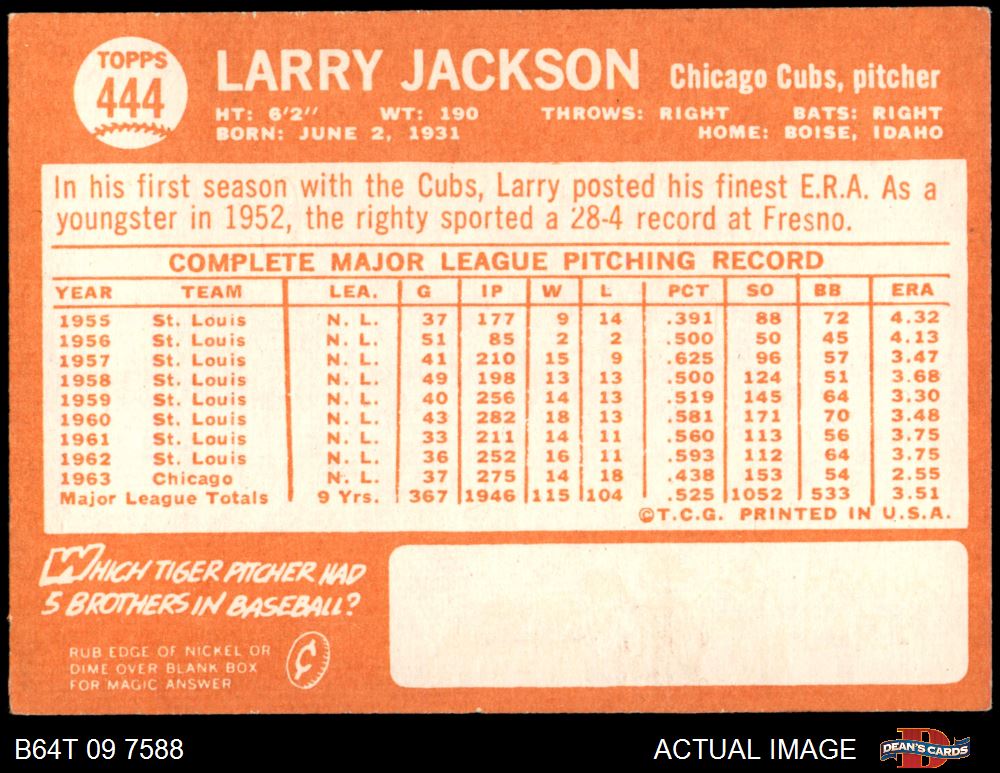 TOPPS
444
LARRY JACKSON Chicago Cubs, pitcher
HT: 6'2'' WT: 190 THROWS: RIGHT BATS: RIGHT
BORN: JUNE 2, 1931 HOME: BOISE, IDAHO
In his first season with the Cubs, Larry posted his finest E.R.A. As a
youngster in 1952, the righty sported a 28-4 record at Fresno.
COMPLETE MAJOR LEAGUE PITCHING RECORD
YEAR TEAM LEA. G IP W L PCT SO BB ERA
1955 St. Louis N. L. 37 177 9 14 .391 88 72 4.32
1956 St. Louis N. L. 51 85 2 2 .500 50 45 4.13
1957 St. Louis N. L. 41 210 15 9 .625 96 57 3.47
1958 St. Louis N. L. 49 198 13 13 .500 124 51 3.68
1959 St. Louis N. L. 40 256 14 13 .519 145 64 3.30
1960 St. Louis N. L. 43 282 18 13 .581 171 70 3.48
1961 St. Louis N. L. 33 211 14 11 .560 113 56 3.75
1962 St. Louis N. L. 36 252 16 11 .593 112 64 3.75
1963 Chicago N. L. 37 275 14 18 .438 153 54 2.55
Major League Totals 9 Yrs. 367 1946 115 104 .525 1052 533 3.51
©T.C.G. PRINTED IN U.S.A.
WHICH TIGER PITCHER HAD
5 BROTHERS IN BASEBALL?
RUB EDGE OF NICKEL OR
DIME OVER BLANK BOX
FOR MAGIC ANSWER
¢
B64T 09 7588 ACTUAL IMAGE DEAN'S CARDS